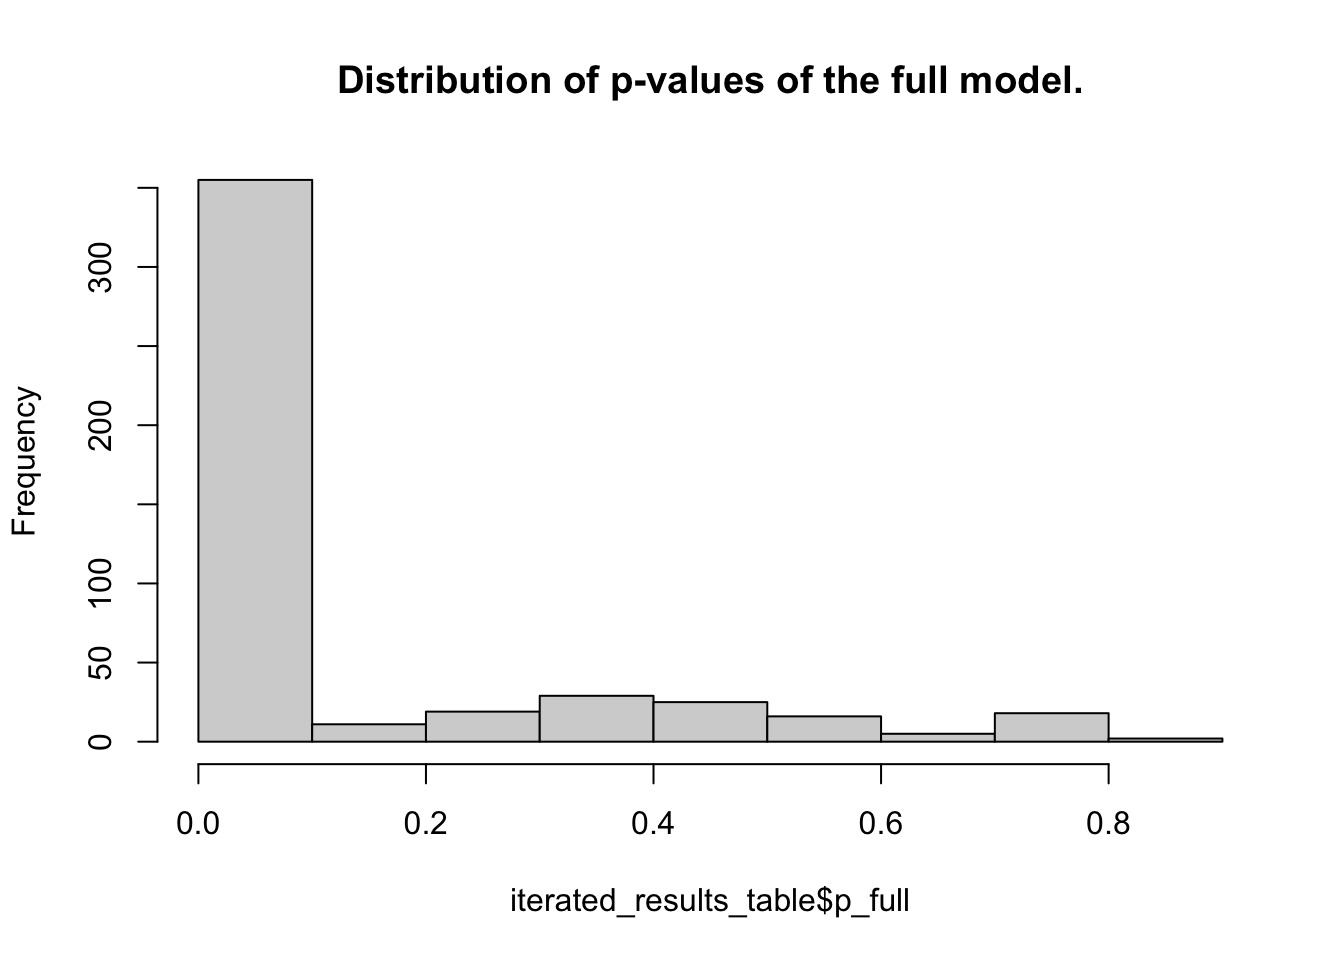 Distribution of p-values of the full model.
Frequency
300
200
100
50
0
0.0 0.2 0.4 0.6 0.8
iterated_results_table$p_full